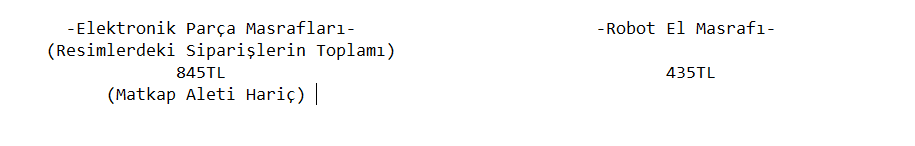 -Elektronik Parça Masrafları- -Robot El Masrafı-
(Resimlerdeki Siparişlerin Toplamı)
845TL 435TL
(Matkap Aleti Hariç)